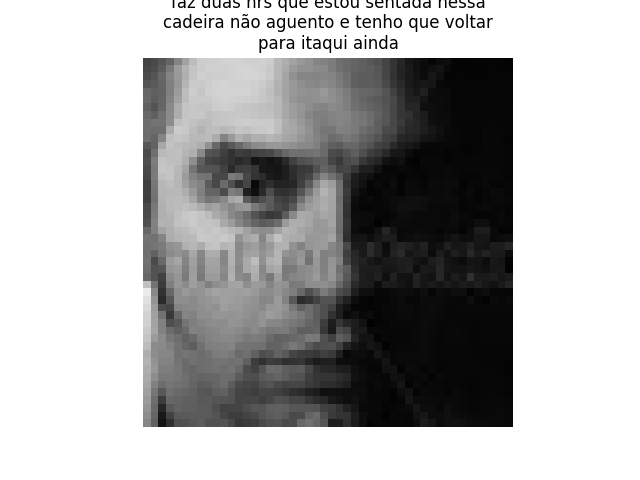 faz duas hrs que estou sentada nessa
cadeira não aguento e tenho que voltar
para itaqui ainda